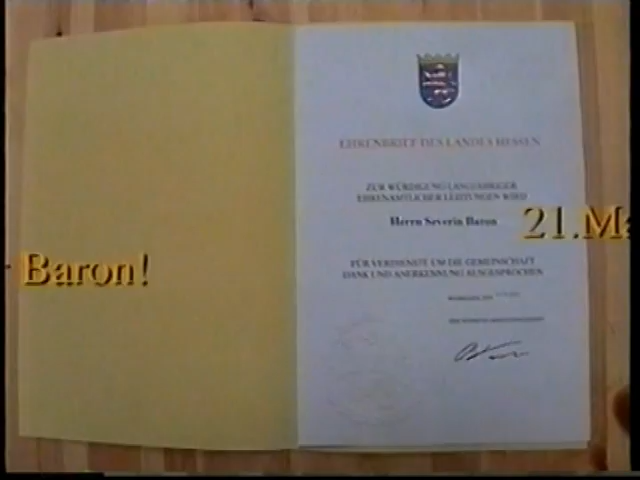 EHRENBRIEF DES LANDES HESSEN
ZUR WÜRDIGUNG LANGJÄHRIGER
EHRENAMTLICHER LEISTUNGEN WIRD
Herrn Severin Baron
21.Ma
- Baron!
FÜR VERDIENSTE UM DIE GEMEINSCHAFT
DANK UND ANERKENNUNG AUSGESPROCHEN